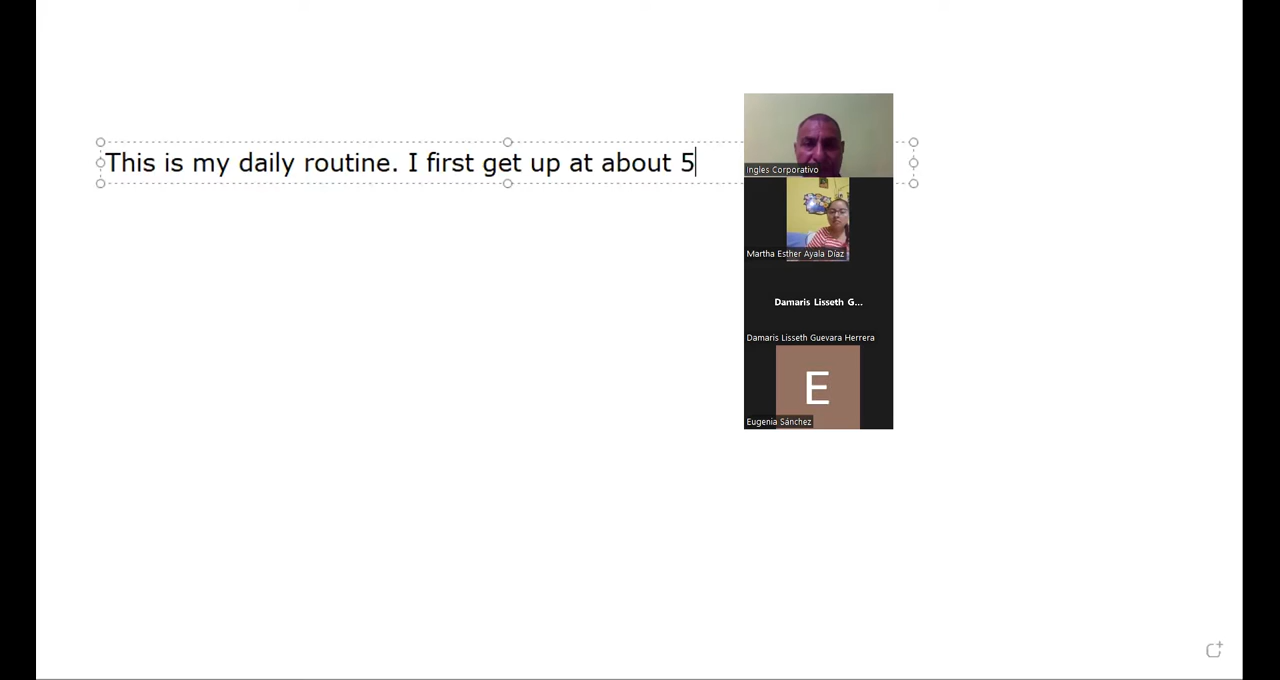 This is my daily routine. I first get up at about 5
Ingles Corporativo
Martha Esther Ayala Díaz
Damaris Lisseth G...
Damaris Lisseth Guevara Herrera
E
Eugenia Sánchez